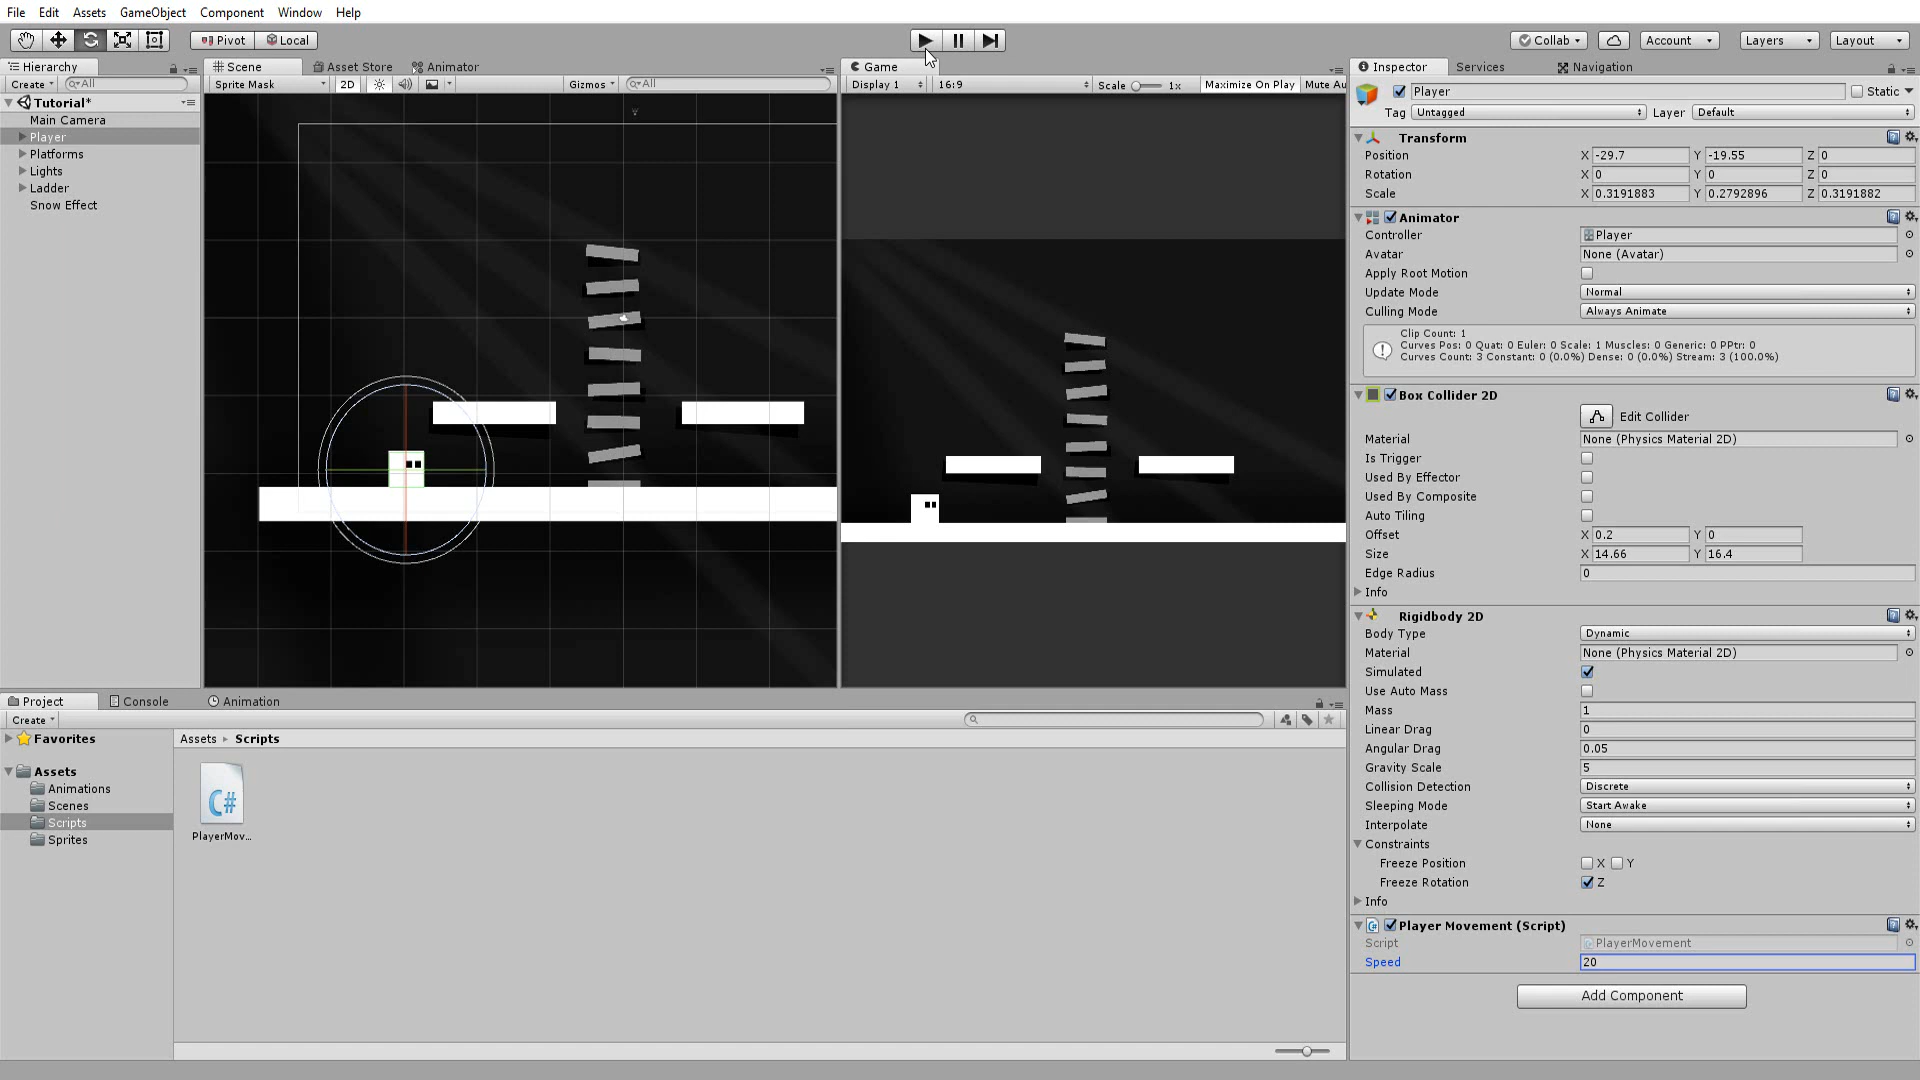 File Edit Assets GameObject Component Window Help
Pivot Local Collab Account Layers Layout
Hierarchy
Create All
Tutorial*
Main Camera
Player
Platforms
Lights
Ladder
Snow Effect
Scene Asset Store Animator
Sprite Mask 2D Gizmos All
Game
Display 1 16:9 Scale 1x Maximize On Play Mute Au
Inspector Services Navigation
Player Static
Tag Untagged Layer Default
Transform
Position X -29.7 Y -19.55 Z 0
Rotation X 0 Y 0 Z 0
Scale X 0.3191883 Y 0.2792896 Z 0.3191882
Animator
Controller Player
Avatar None (Avatar)
Apply Root Motion
Update Mode Normal
Culling Mode Always Animate
Clip Count: 1
Curves Pos: 0 Quat: 0 Euler: 0 Scale: 1 Muscles: 0 Generic: 0 PPtr: 0
Curves Count: 3 Constant: 0 (0.0%) Dense: 0 (0.0%) Stream: 3 (100.0%)
Box Collider 2D
Edit Collider
Material None (Physics Material 2D)
Is Trigger
Used By Effector
Used By Composite
Auto Tiling
Offset X 0.2 Y 0
Size X 14.66 Y 16.4
Edge Radius 0
Info
Rigidbody 2D
Body Type Dynamic
Material None (Physics Material 2D)
Simulated
Use Auto Mass
Mass 1
Linear Drag 0
Angular Drag 0.05
Gravity Scale 5
Collision Detection Discrete
Sleeping Mode Start Awake
Interpolate None
Constraints
Freeze Position X Y
Freeze Rotation Z
Info
Player Movement (Script)
Script PlayerMovement
Speed 20
Add Component
Project Console Animation
Create
Favorites
Assets
Animations
Scenes
Scripts
Sprites
Assets Scripts
C#
PlayerMov...